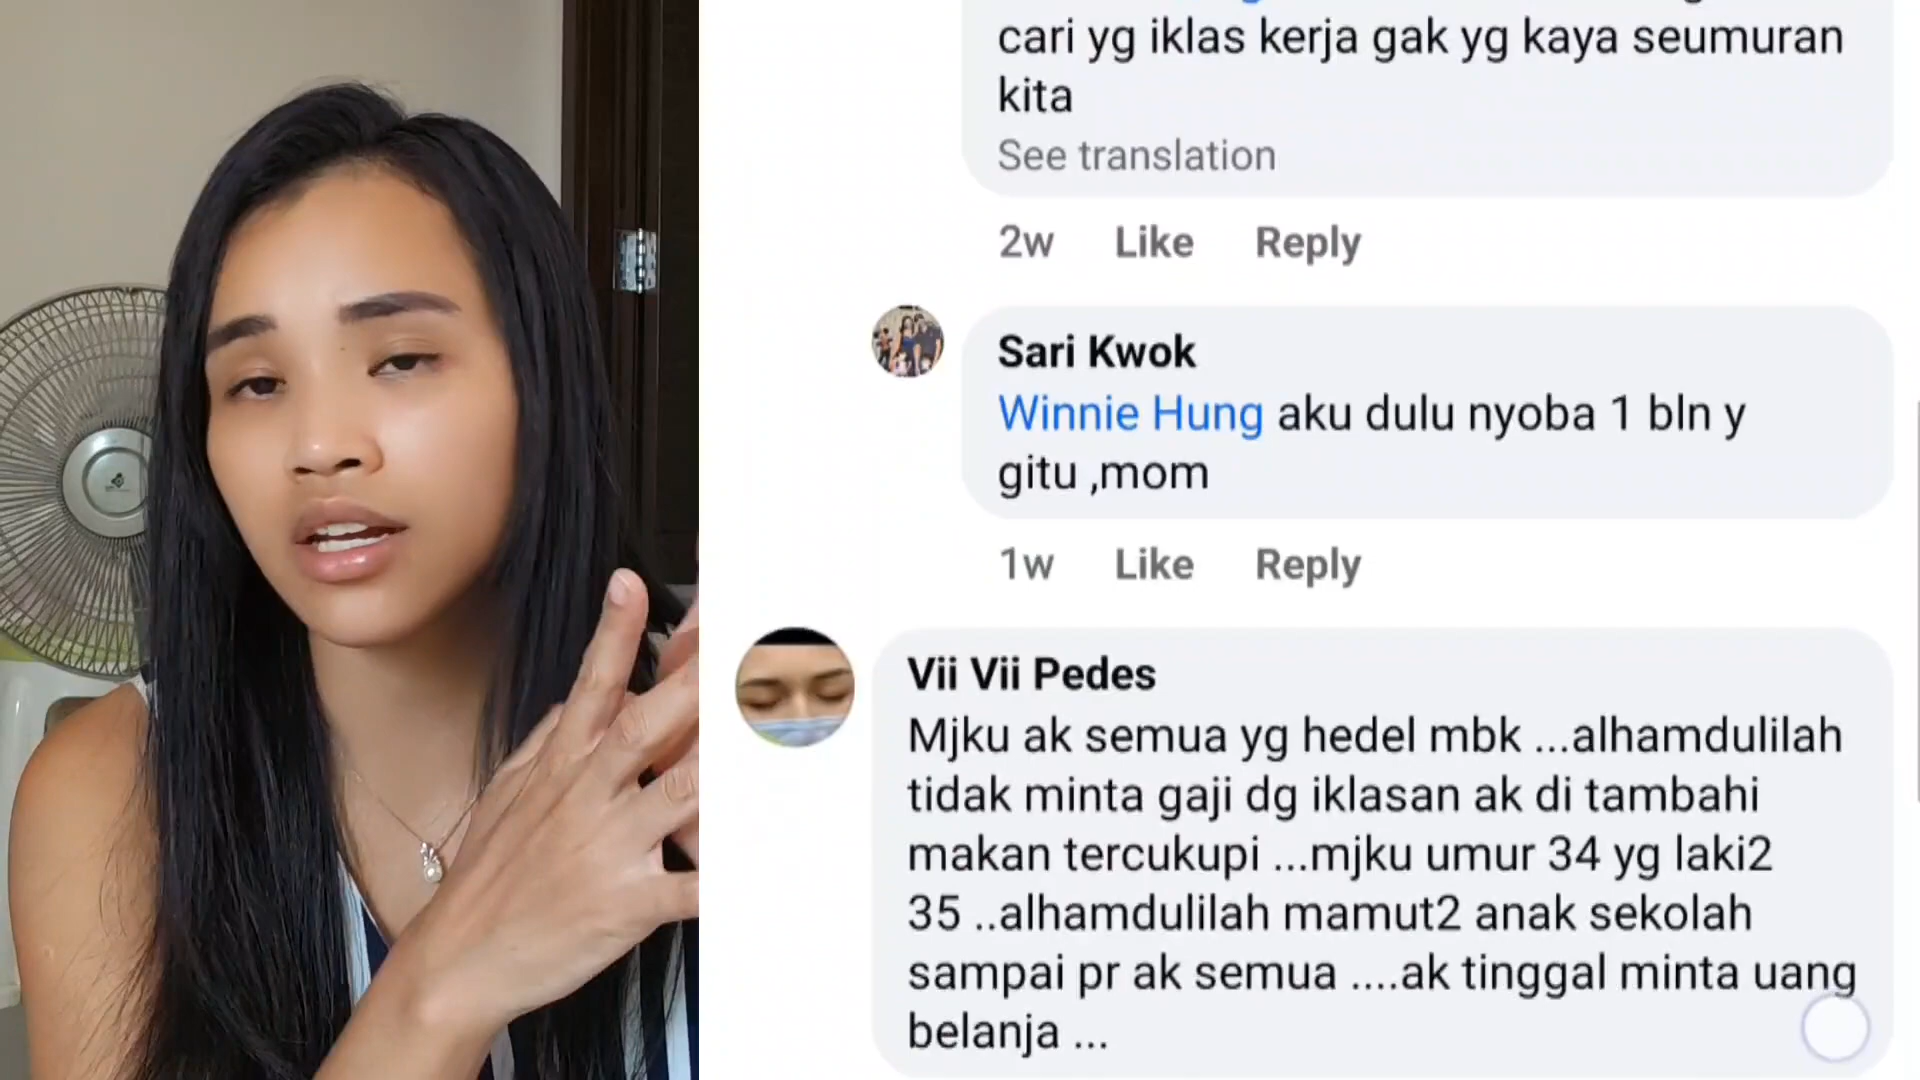 cari yg iklas kerja gak yg kaya seumuran
kita
See translation
2w Like Reply
Sari Kwok
Winnie Hung aku dulu nyoba 1 bln y
gitu ,mom
1w Like Reply
Vii Vii Pedes
Mjku ak semua yg hedel mbk ...alhamdulilah
tidak minta gaji dg iklasan ak di tambahi
makan tercukupi ...mjku umur 34 yg laki2
35 ..alhamdulilah mamut2 anak sekolah
sampai pr ak semua ....ak tinggal minta uang
belanja ...